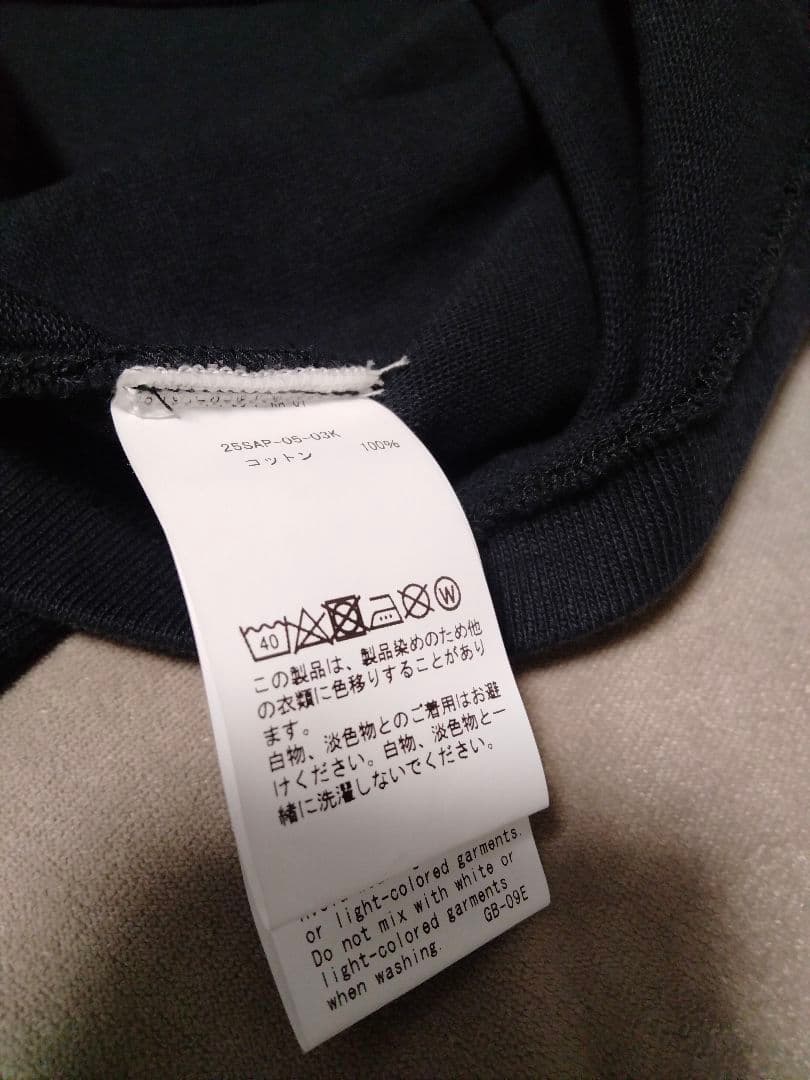 25SAP-05-03K
コットン 100%
40
W
この製品は、製品染めのため他
の衣類に色移りすることがあり
ます。
白物、淡色物とのご着用はお避
けください。白物、淡色物と一
緒に洗濯しないでください。
or light-colored garments.
Do not mix with white or
light-colored garments
when washing.
GB-09E